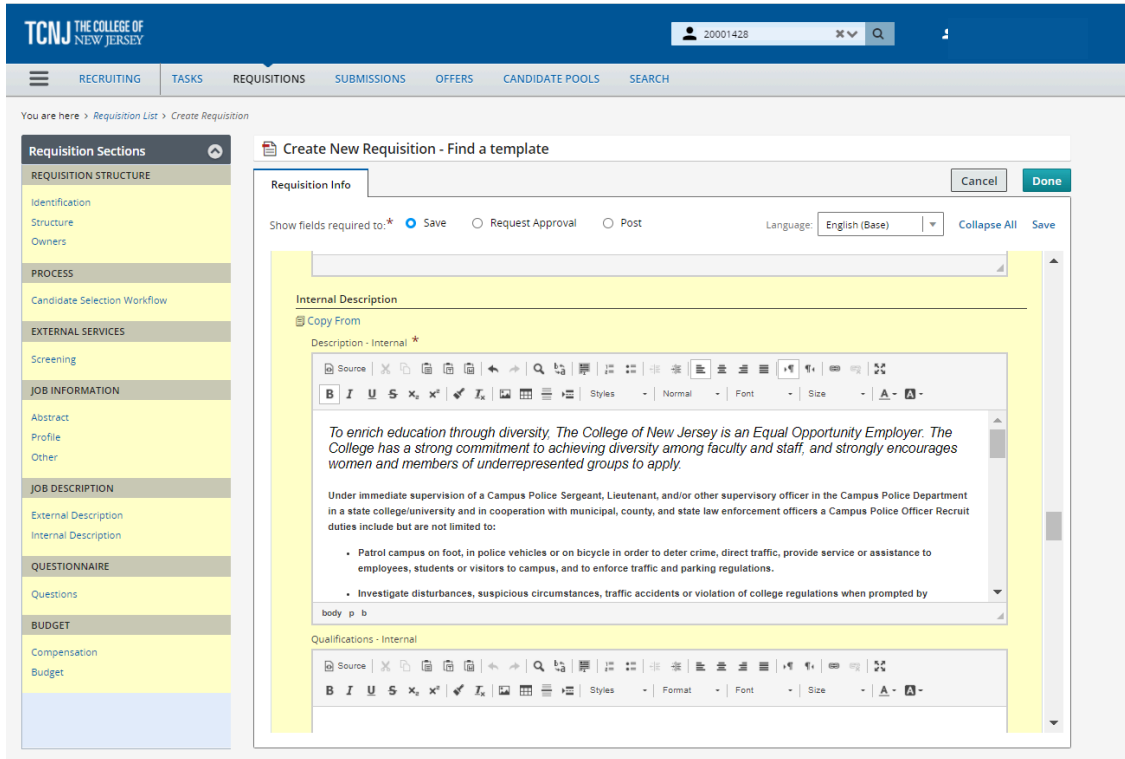 TCNJ THE COLLEGE OF
NEW JERSEY
20001428
RECRUITING TASKS REQUISITIONS SUBMISSIONS OFFERS CANDIDATE POOLS SEARCH
You are here > Requisition List > Create Requisition
Requisition Sections
REQUISITION STRUCTURE
Identification
Structure
Owners
PROCESS
Candidate Selection Workflow
EXTERNAL SERVICES
Screening
JOB INFORMATION
Abstract
Profile
Other
JOB DESCRIPTION
External Description
Internal Description
QUESTIONNAIRE
Questions
BUDGET
Compensation
Budget
Create New Requisition - Find a template
Requisition Info
Cancel Done
Show fields required to:* Save Request Approval Post Language: English (Base) Collapse All Save
Internal Description
Copy From
Description - Internal *
Source
B I U S x₂ x² Iₓ Styles Normal Font Size A A
To enrich education through diversity, The College of New Jersey is an Equal Opportunity Employer. The
College has a strong commitment to achieving diversity among faculty and staff, and strongly encourages
women and members of underrepresented groups to apply.
Under immediate supervision of a Campus Police Sergeant, Lieutenant, and/or other supervisory officer in the Campus Police Department
in a state college/university and in cooperation with municipal, county, and state law enforcement officers a Campus Police Officer Recruit
duties include but are not limited to:
• Patrol campus on foot, in police vehicles or on bicycle in order to deter crime, direct traffic, provide service or assistance to
employees, students or visitors to campus, and to enforce traffic and parking regulations.
• Investigate disturbances, suspicious circumstances, traffic accidents or violation of college regulations when prompted by
body p b
Qualifications - Internal
Source
B I U S x₂ x² Iₓ Styles Format Font Size A A